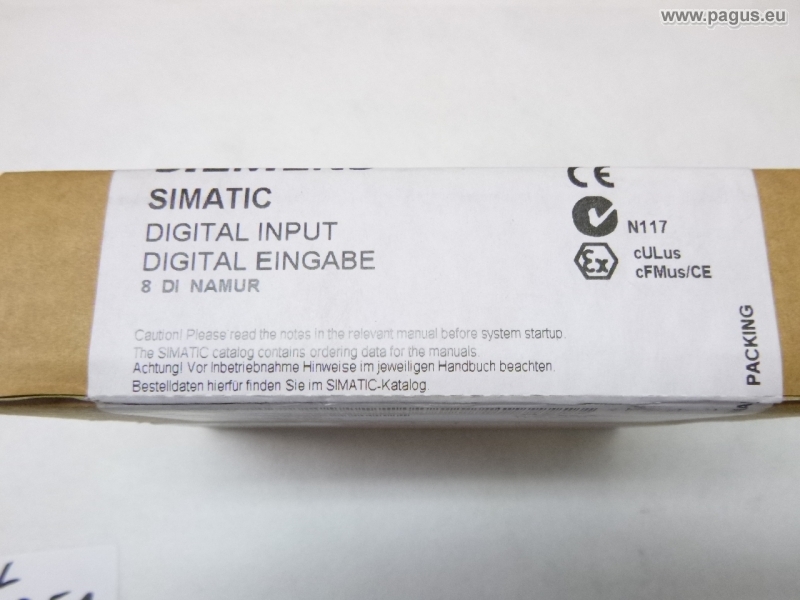 www.pagus.eu
SIEMENS
CE
SIMATIC
DIGITAL INPUT
DIGITAL EINGABE
8 DI NAMUR
N117
Ex
cULus
cFMus/CE
Caution! Please read the notes in the relevant manual before system startup.
The SIMATIC catalog contains ordering data for the manuals.
Achtung! Vor Inbetriebnahme Hinweise im jeweiligen Handbuch beachten.
Bestelldaten hierfür finden Sie im SIMATIC-Katalog.
PACKING